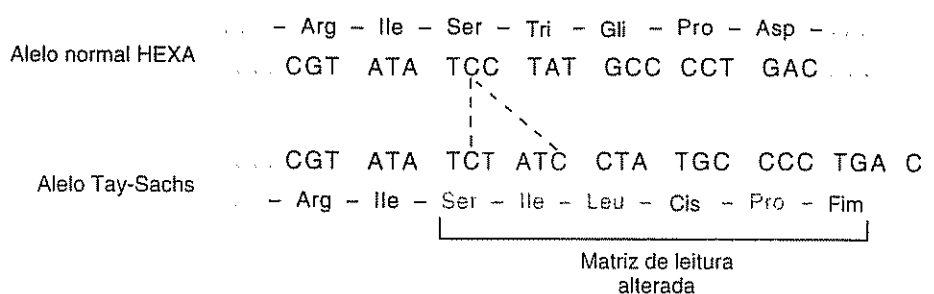 . . . – Arg – Ile – Ser – Tri – Gli – Pro – Asp – . . .
Alelo normal HEXA
. . . CGT ATA TCC TAT GCC CCT GAC . . .
. . . CGT ATA TCT ATC CTA TGC CCC TGA C
Alelo Tay-Sachs
. . – Arg – Ile – Ser – Ile – Leu – Cis – Pro – Fim
Matriz de leitura
alterada